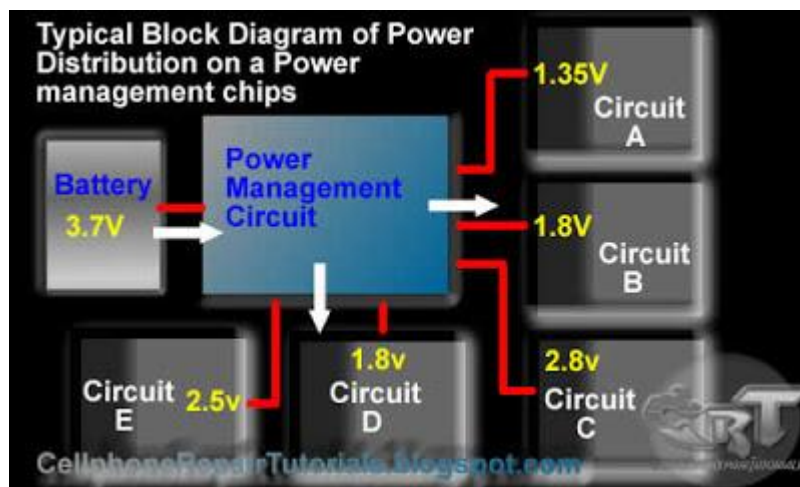 Typical Block Diagram of Power
Distribution on a Power
management chips
Battery
3.7V
Power
Management
Circuit
1.35V
Circuit
A
1.8V
Circuit
B
2.8v
Circuit
C
1.8v
Circuit
D
Circuit
E
2.5v
CellphoneRepairTutorials.blogspot.com